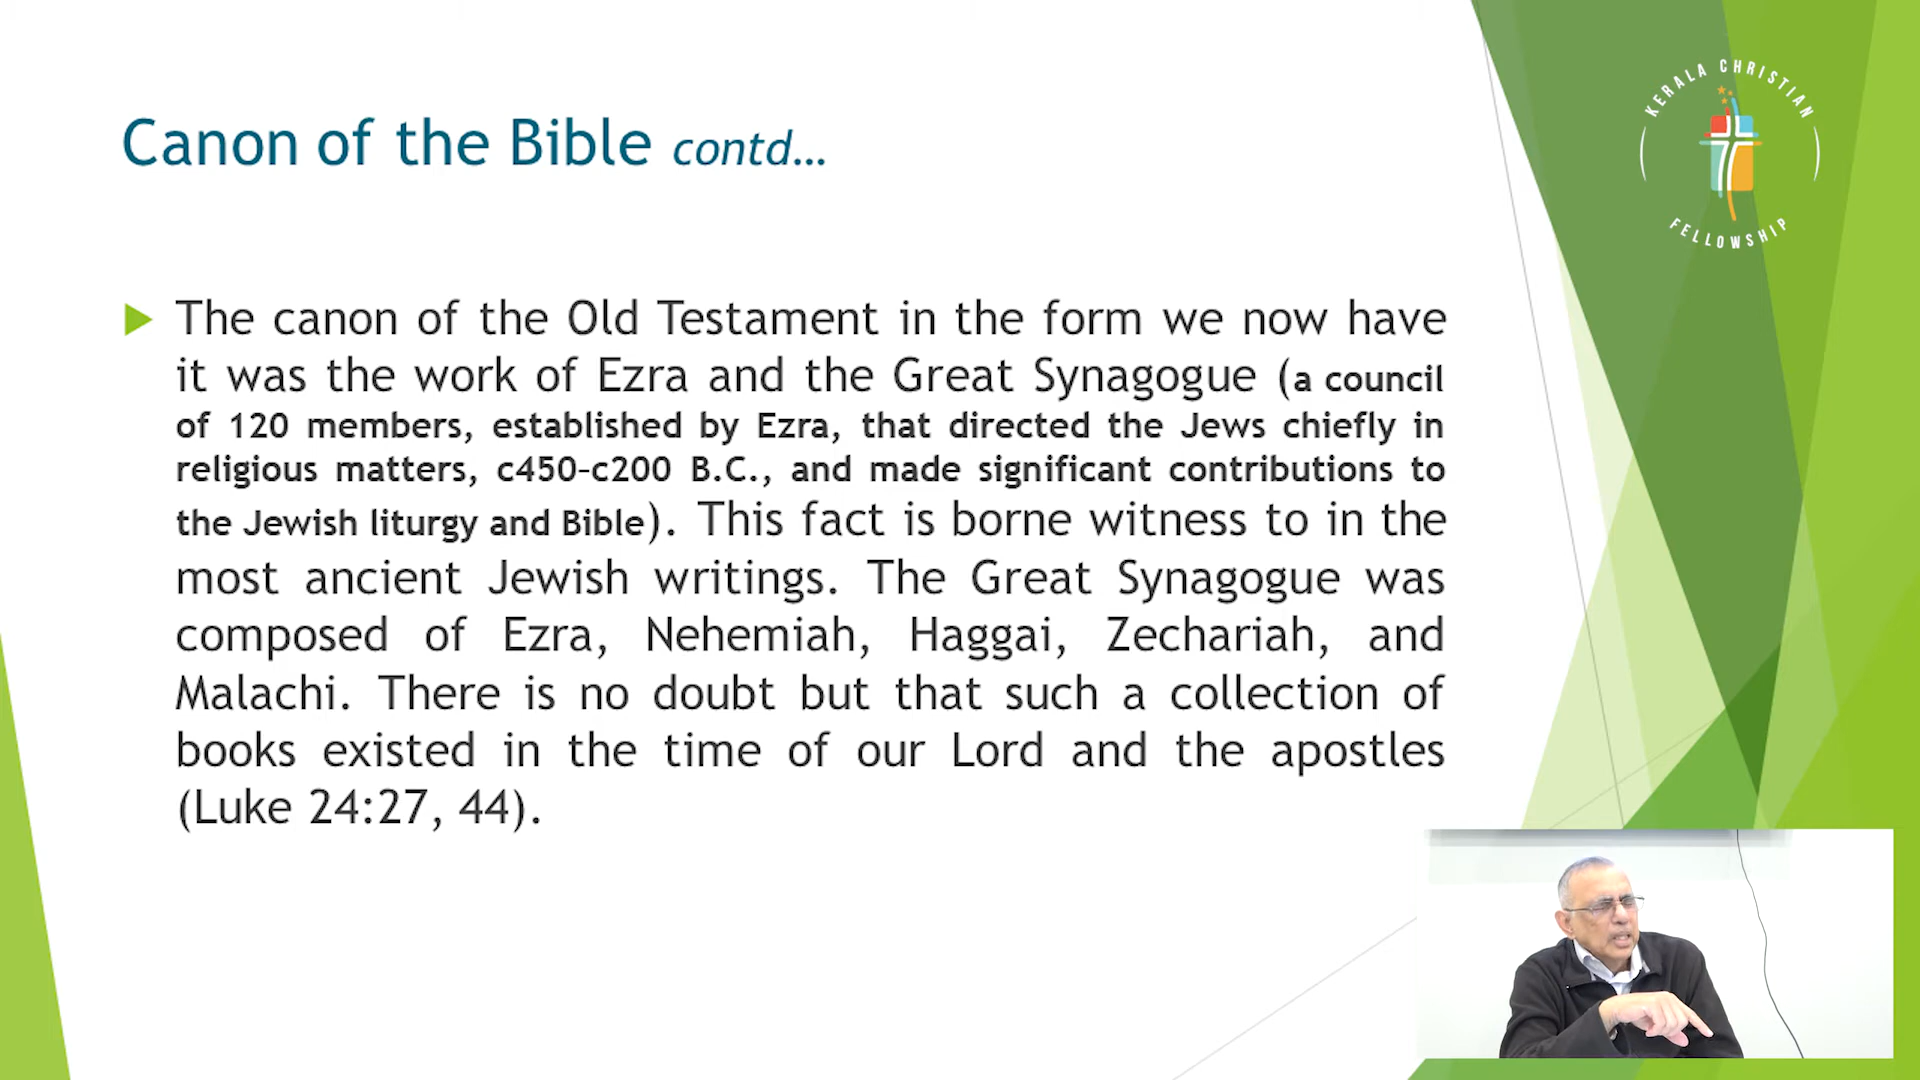 KERALA CHRISTIAN
FELLOWSHIP
Canon of the Bible contd...
The canon of the Old Testament in the form we now have
it was the work of Ezra and the Great Synagogue (a council
of 120 members, established by Ezra, that directed the Jews chiefly in
religious matters, c450–c200 B.C., and made significant contributions to
the Jewish liturgy and Bible). This fact is borne witness to in the
most ancient Jewish writings. The Great Synagogue was
composed of Ezra, Nehemiah, Haggai, Zechariah, and
Malachi. There is no doubt but that such a collection of
books existed in the time of our Lord and the apostles
(Luke 24:27, 44).